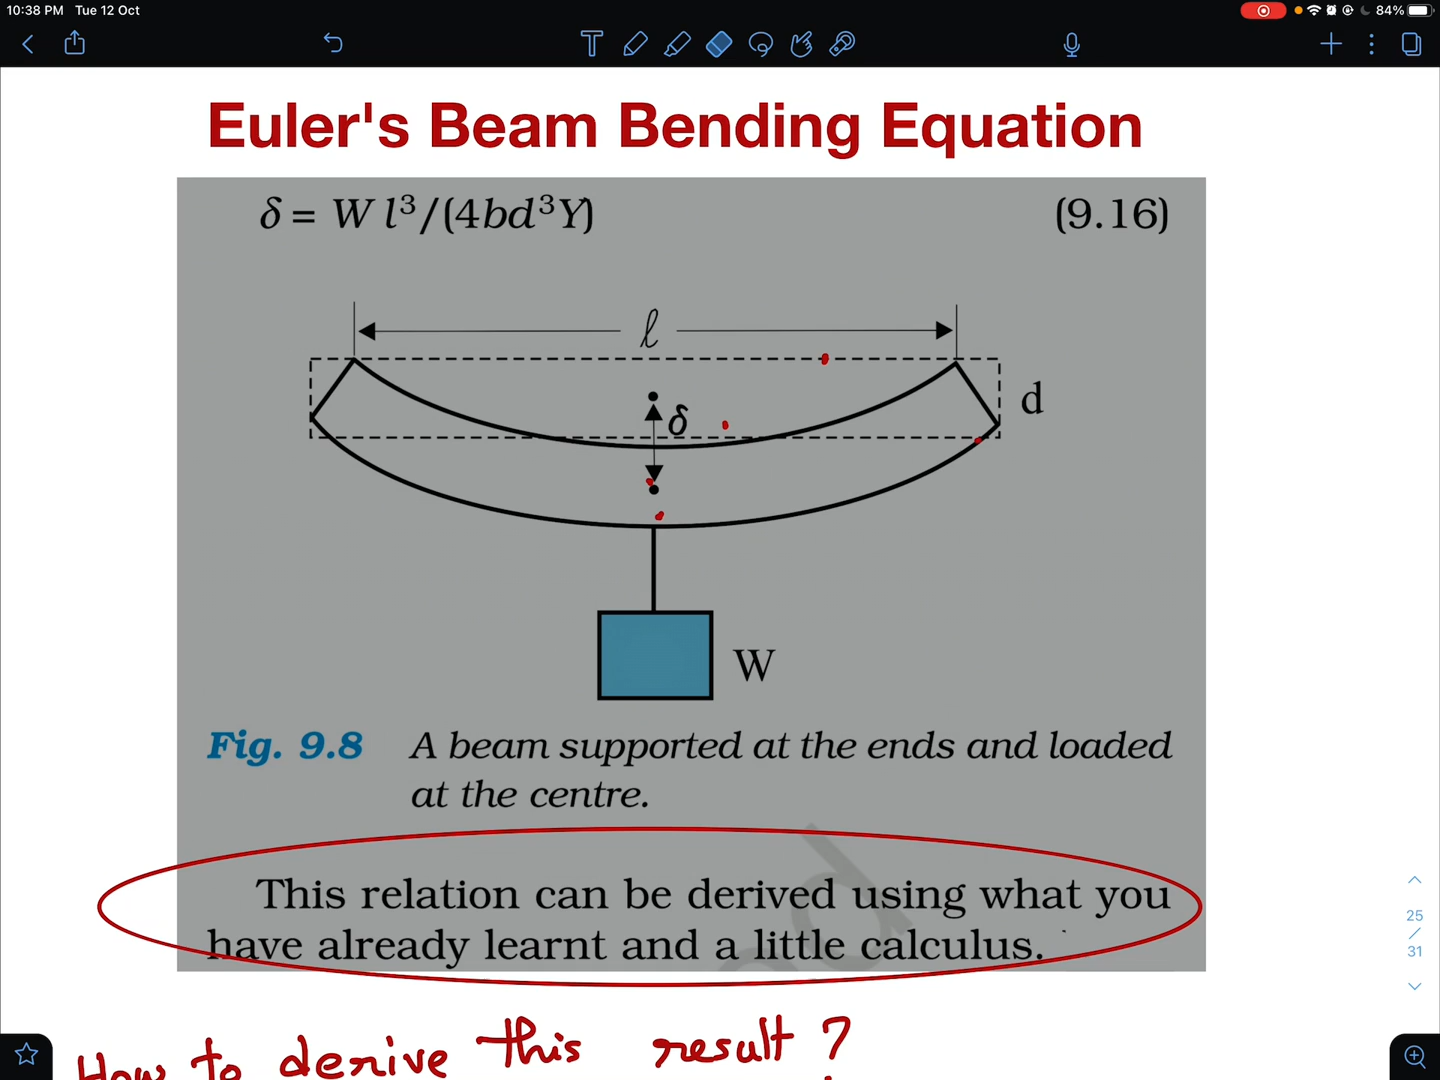 10:38 PM Tue 12 Oct
84%
Euler's Beam Bending Equation
δ = W l³/(4bd³Y) (9.16)
ℓ
d
δ
W
Fig. 9.8 A beam supported at the ends and loaded
at the centre.
This relation can be derived using what you
have already learnt and a little calculus.
25
/
31
How to derive this result ?